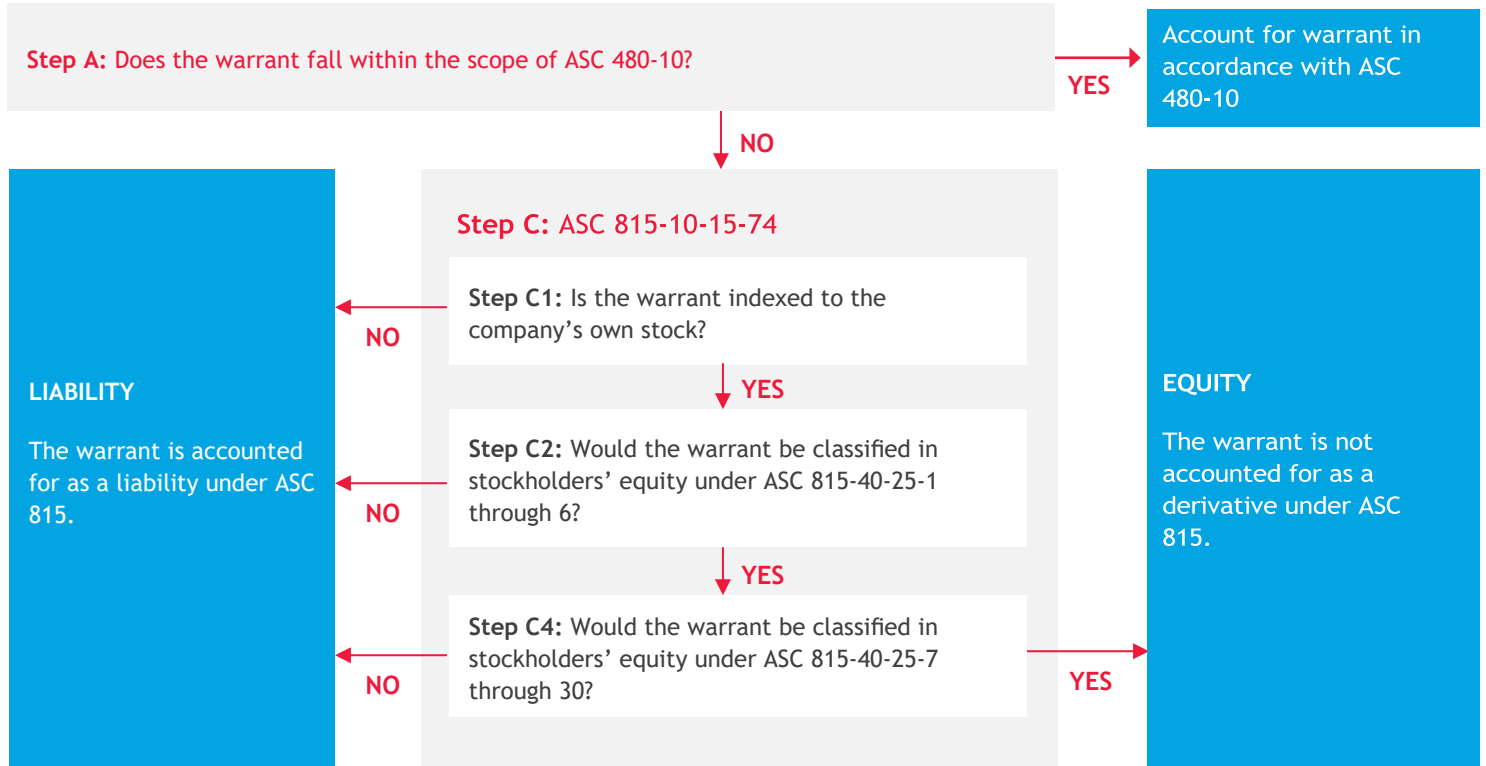 Step A: Does the warrant fall within the scope of ASC 480-10?
YES
Account for warrant in
accordance with ASC
480-10
NO
Step C: ASC 815-10-15-74
Step C1: Is the warrant indexed to the
company’s own stock?
NO
YES
Step C2: Would the warrant be classified in
stockholders’ equity under ASC 815-40-25-1
through 6?
NO
YES
Step C4: Would the warrant be classified in
stockholders’ equity under ASC 815-40-25-7
through 30?
NO
YES
LIABILITY
The warrant is accounted
for as a liability under ASC
815.
EQUITY
The warrant is not
accounted for as a
derivative under ASC
815.